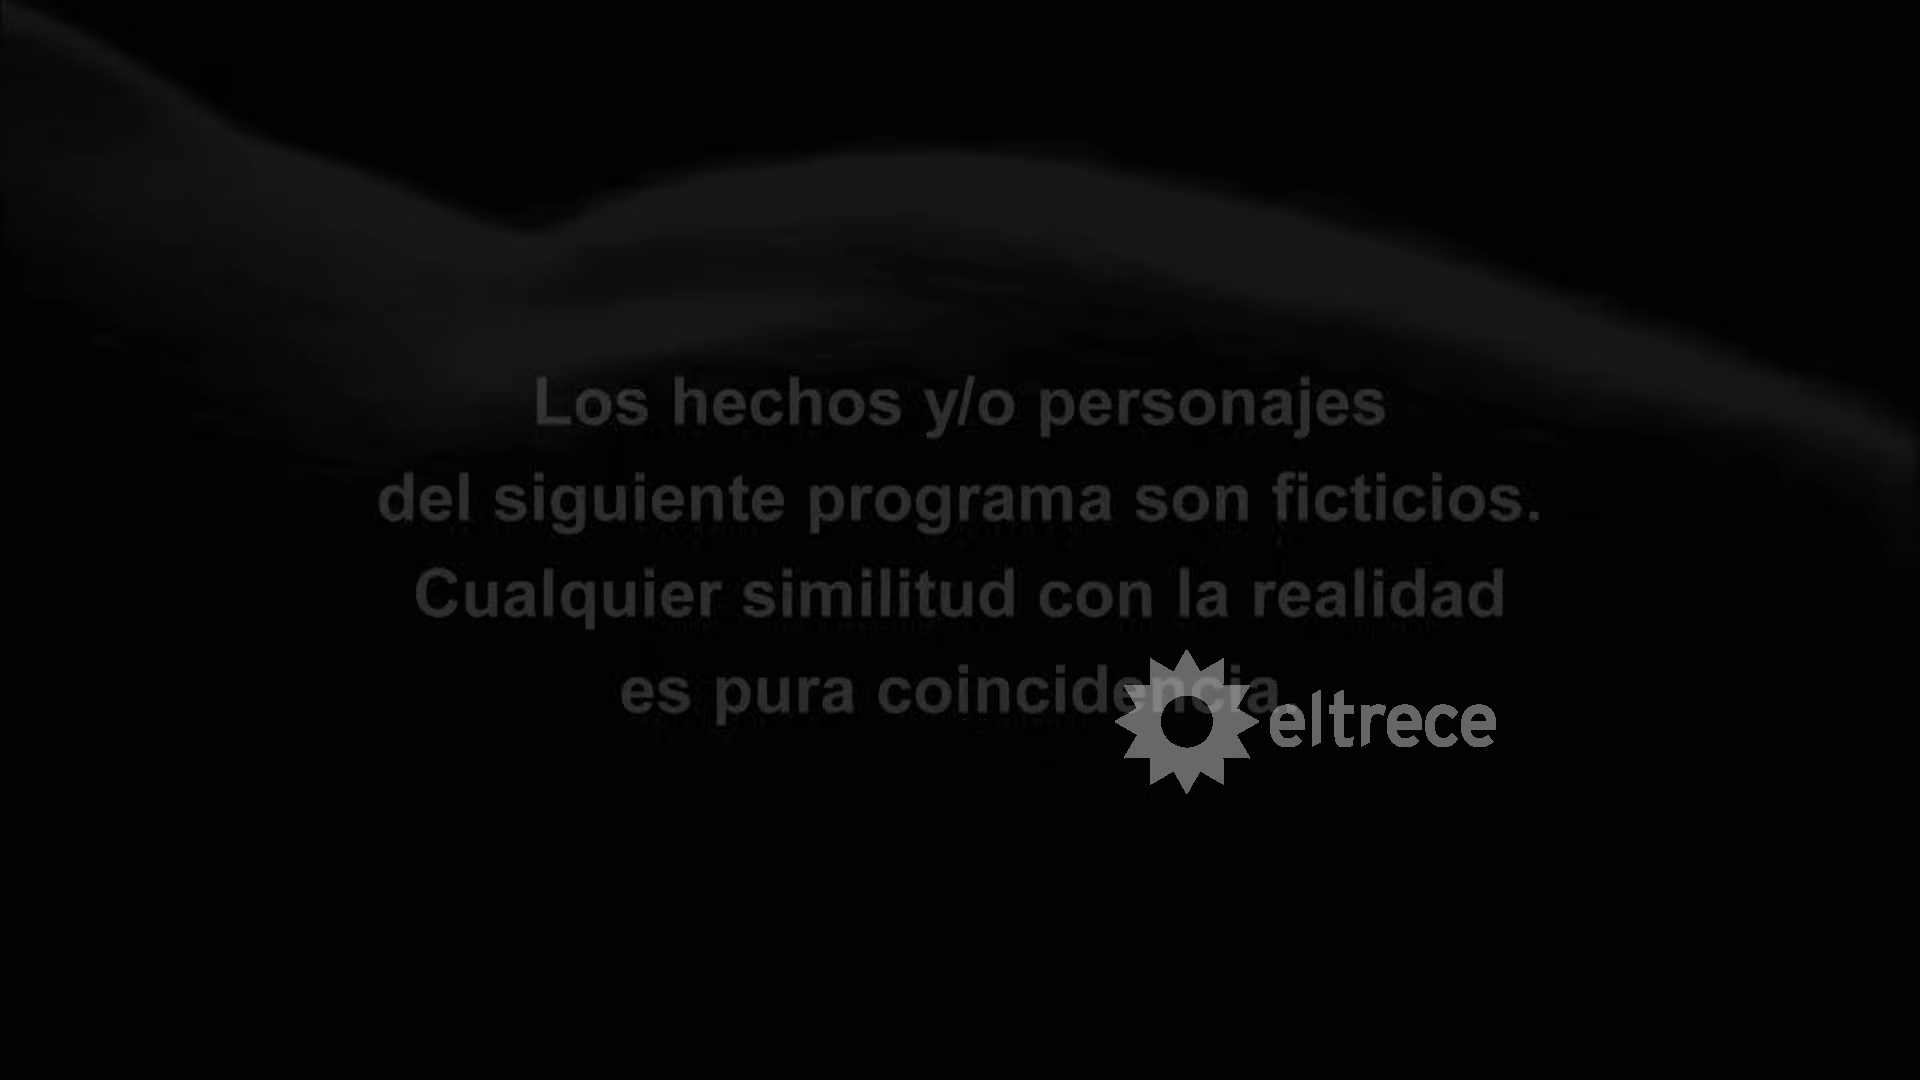 Los hechos y/o personajes
del siguiente programa son ficticios.
Cualquier similitud con la realidad
es pura coincidencia.
eltrece